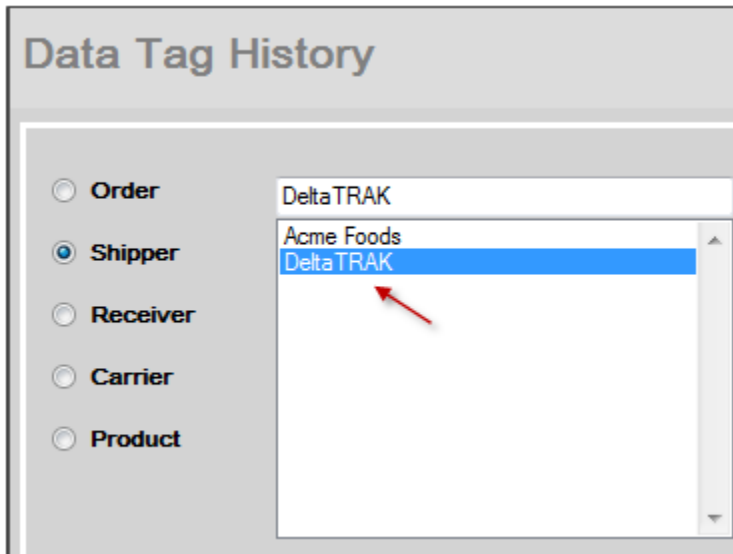 Data Tag History
Order
DeltaTRAK
Acme Foods
Shipper
DeltaTRAK
Receiver
Carrier
Product